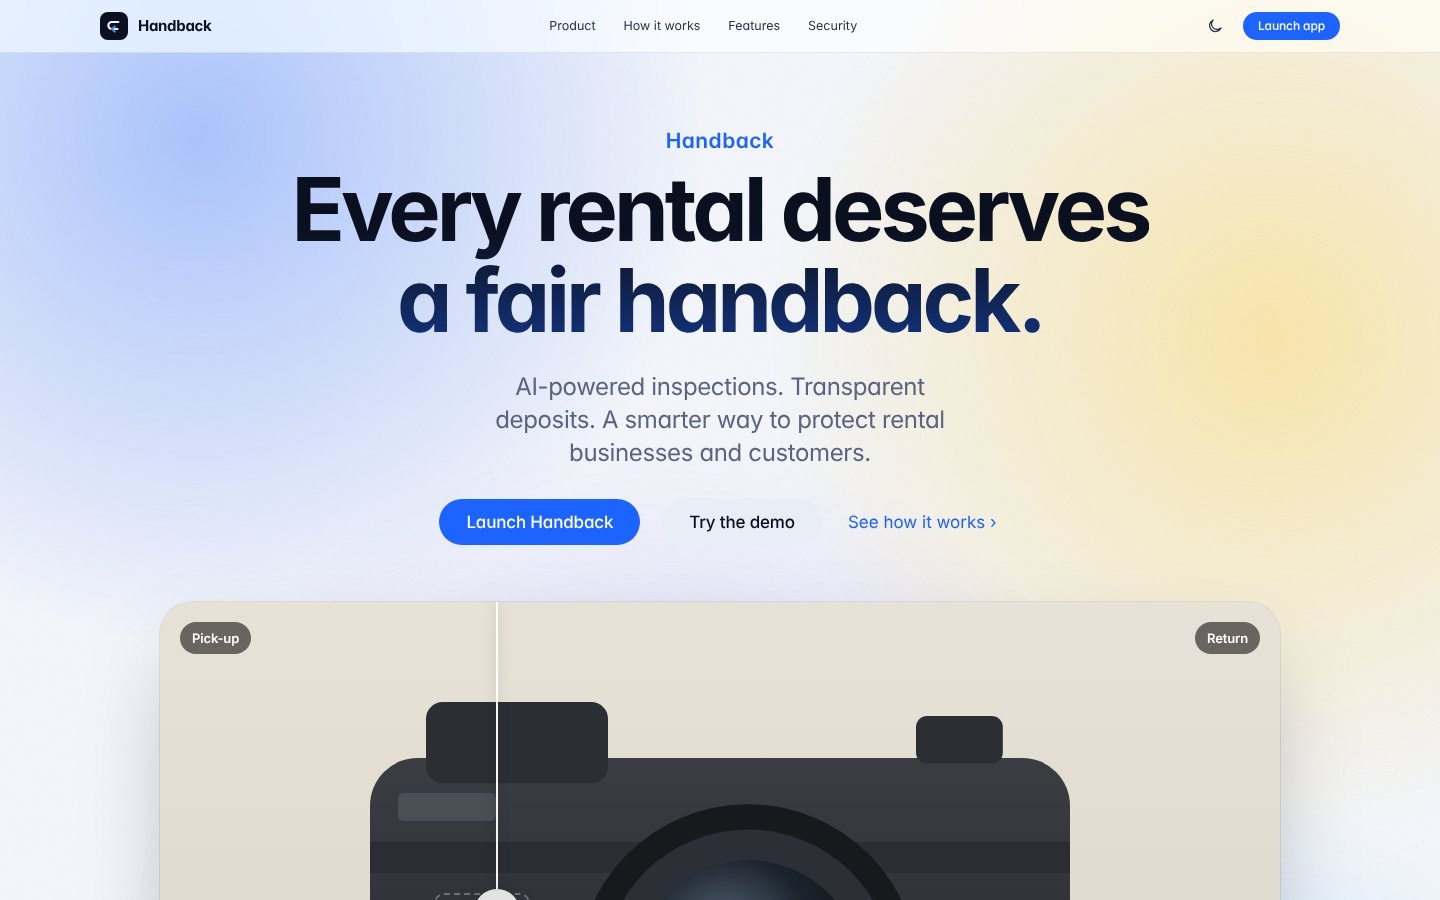 Handback
Product
How it works
Features
Security
Launch app
Handback
Every rental deserves
a fair handback.
AI-powered inspections. Transparent
deposits. A smarter way to protect rental
businesses and customers.
Launch Handback
Try the demo
See how it works ›
Pick-up
Return